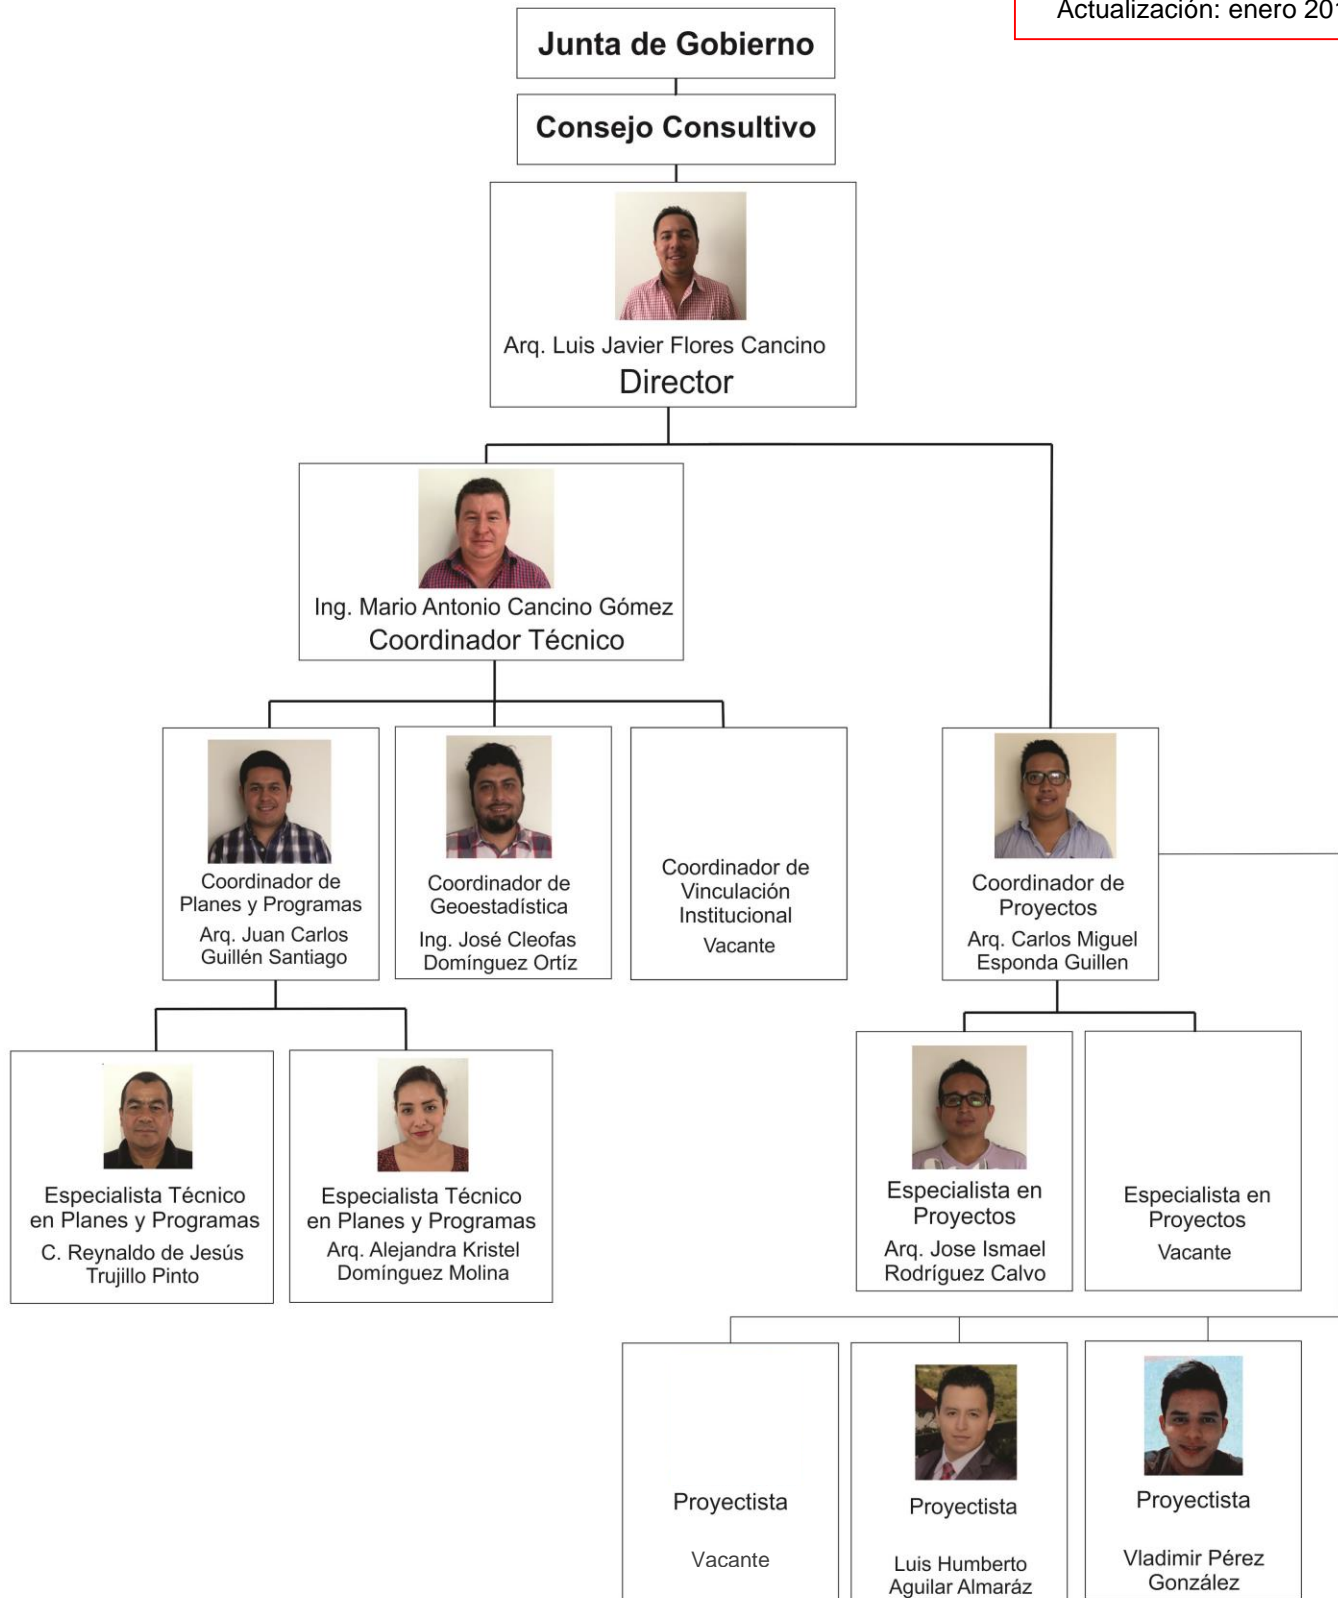 Actualización: enero 201
Junta de Gobierno
Consejo Consultivo
Arq. Luis Javier Flores Cancino
Director
Ing. Mario Antonio Cancino Gómez
Coordinador Técnico
Coordinador de
Planes y Programas
Arq. Juan Carlos
Guillén Santiago
Coordinador de
Geoestadística
Ing. José Cleofas
Domínguez Ortíz
Coordinador de
Vinculación
Institucional
Vacante
Coordinador de
Proyectos
Arq. Carlos Miguel
Esponda Guillen
Especialista Técnico
en Planes y Programas
C. Reynaldo de Jesús
Trujillo Pinto
Especialista Técnico
en Planes y Programas
Arq. Alejandra Kristel
Domínguez Molina
Especialista en
Proyectos
Arq. Jose Ismael
Rodríguez Calvo
Especialista en
Proyectos
Vacante
Proyectista
Vacante
Proyectista
Luis Humberto
Aguilar Almaráz
Proyectista
Vladimir Pérez
González